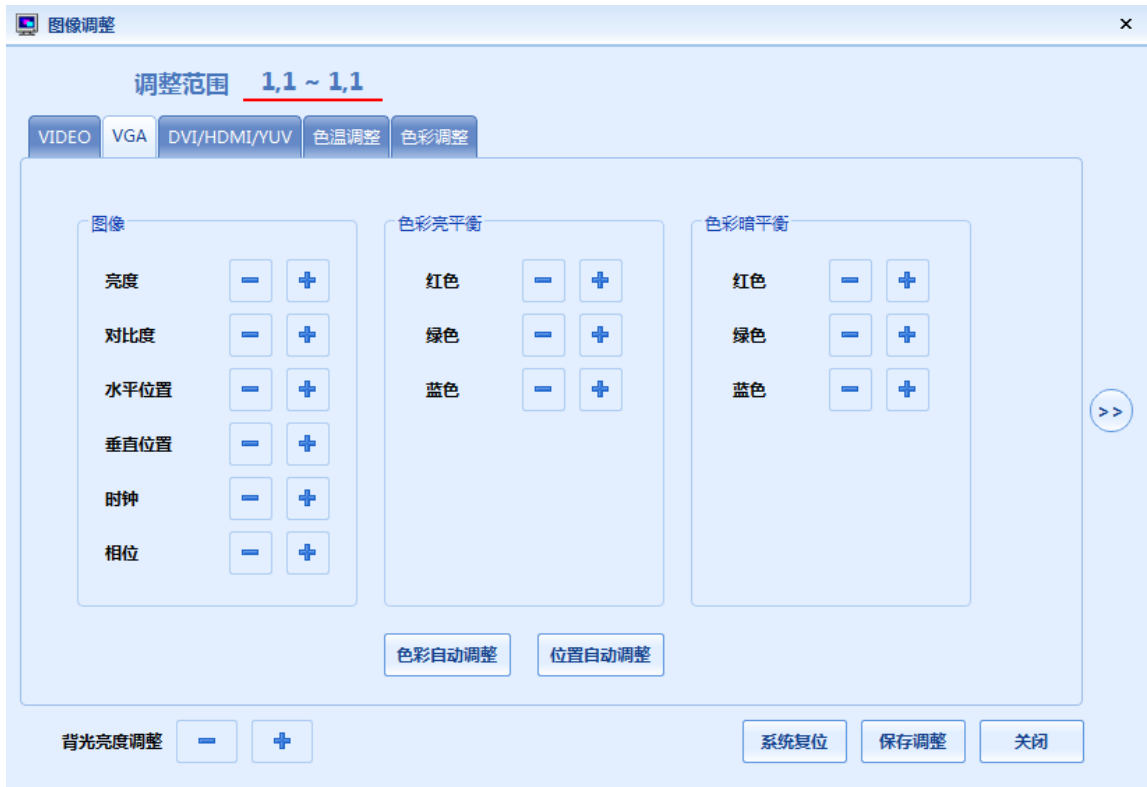 图像调整
调整范围 1,1 ~ 1,1
VIDEO VGA DVI/HDMI/YUV 色温调整 色彩调整
图像 色彩亮平衡 色彩暗平衡
亮度 红色 红色
对比度 绿色 绿色
水平位置 蓝色 蓝色
垂直位置
时钟
相位
>>
色彩自动调整 位置自动调整
背光亮度调整 系统复位 保存调整 关闭